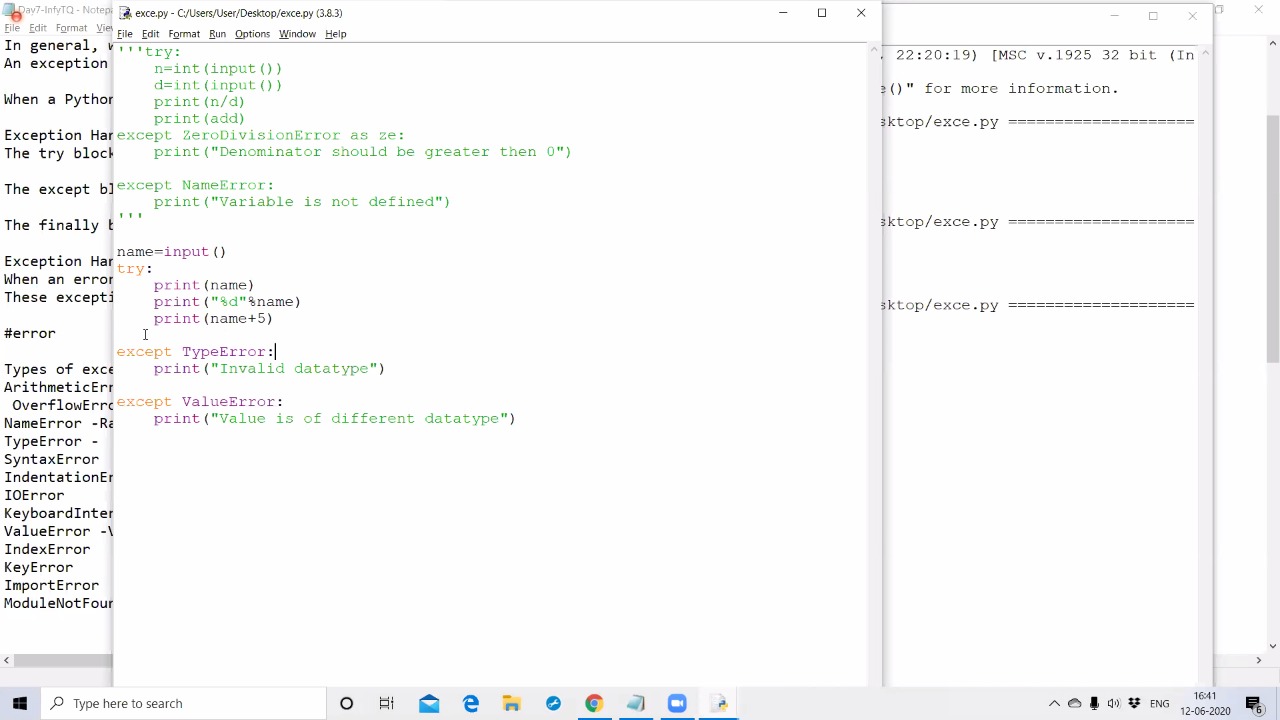 Day7-InfyTQ
File Edit Format Vie
In general, w
An exception
When a Python
Exception Han
The try block
The except bl
The finally b
Exception Han
When an error
These excepti
#error
Types of exce
ArithmeticErr
OverflowErro
NameError -Ra
TypeError -
SyntaxError
IndentationEr
IOError
KeyboardInter
ValueError -V
IndexError
KeyError
ImportError
ModuleNotFoun
exce.py - C:/Users/User/Desktop/exce.py (3.8.3)
File Edit Format Run Options Window Help
'''try:
    n=int(input())
    d=int(input())
    print(n/d)
    print(add)
except ZeroDivisionError as ze:
    print("Denominator should be greater then 0")
except NameError:
    print("Variable is not defined")
'''
name=input()
try:
    print(name)
    print("%d"%name)
    print(name+5)
except TypeError:
    print("Invalid datatype")
except ValueError:
    print("Value is of different datatype")
22:20:19) [MSC v.1925 32 bit (In
e()" for more information.
sktop/exce.py ====================
sktop/exce.py ====================
sktop/exce.py ====================
Type here to search
ENG
16:41
12-06-2020
6